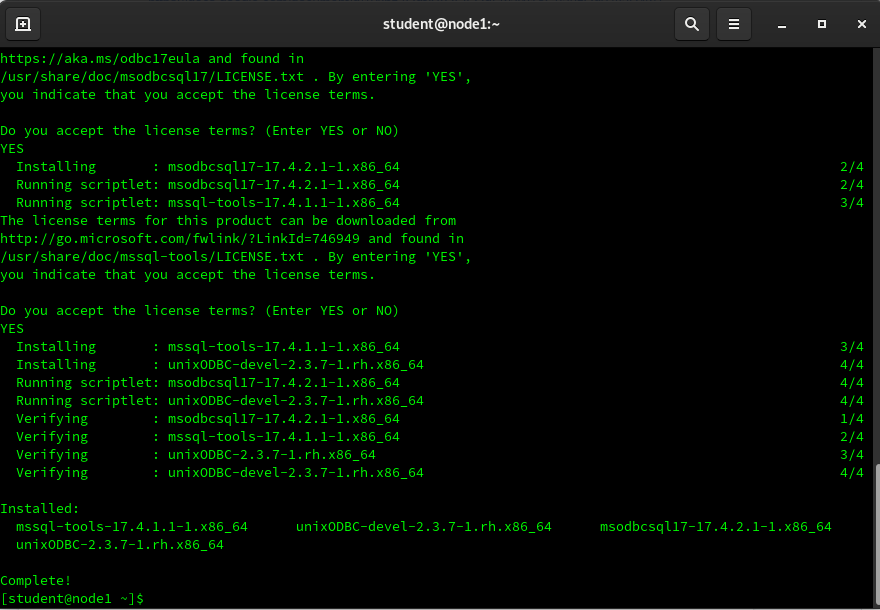 student@node1:~
https://aka.ms/odbc17eula and found in
/usr/share/doc/msodbcsql17/LICENSE.txt . By entering 'YES',
you indicate that you accept the license terms.
Do you accept the license terms? (Enter YES or NO)
YES
Installing : msodbcsql17-17.4.2.1-1.x86_64 2/4
Running scriptlet: msodbcsql17-17.4.2.1-1.x86_64 2/4
Running scriptlet: mssql-tools-17.4.1.1-1.x86_64 3/4
The license terms for this product can be downloaded from
http://go.microsoft.com/fwlink/?LinkId=746949 and found in
/usr/share/doc/mssql-tools/LICENSE.txt . By entering 'YES',
you indicate that you accept the license terms.
Do you accept the license terms? (Enter YES or NO)
YES
Installing : mssql-tools-17.4.1.1-1.x86_64 3/4
Installing : unixODBC-devel-2.3.7-1.rh.x86_64 4/4
Running scriptlet: msodbcsql17-17.4.2.1-1.x86_64 4/4
Running scriptlet: unixODBC-devel-2.3.7-1.rh.x86_64 4/4
Verifying : msodbcsql17-17.4.2.1-1.x86_64 1/4
Verifying : mssql-tools-17.4.1.1-1.x86_64 2/4
Verifying : unixODBC-2.3.7-1.rh.x86_64 3/4
Verifying : unixODBC-devel-2.3.7-1.rh.x86_64 4/4
Installed:
mssql-tools-17.4.1.1-1.x86_64 unixODBC-devel-2.3.7-1.rh.x86_64 msodbcsql17-17.4.2.1-1.x86_64
unixODBC-2.3.7-1.rh.x86_64
Complete!
[student@node1 ~]$